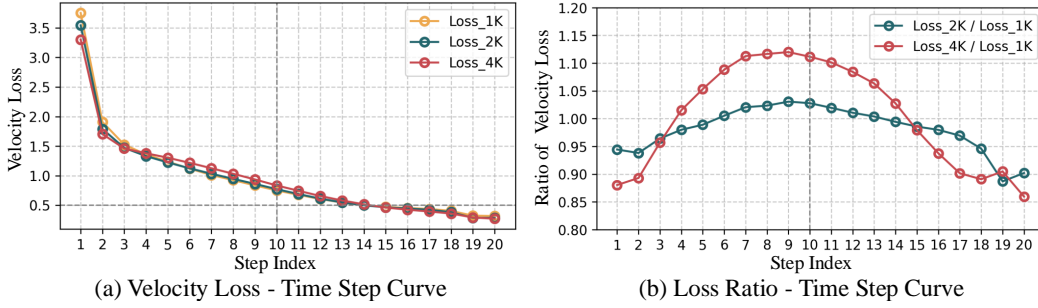 Velocity Loss
3.5
3.0
2.5
2.0
1.5
1.0
0.5
Loss_1K
Loss_2K
Loss_4K
1 2 3 4 5 6 7 8 9 10 11 12 13 14 15 16 17 18 19 20
Step Index
(a) Velocity Loss - Time Step Curve
Ratio of Velocity Loss
1.20
1.15
1.10
1.05
1.00
0.95
0.90
0.85
0.80
Loss_2K / Loss_1K
Loss_4K / Loss_1K
1 2 3 4 5 6 7 8 9 10 11 12 13 14 15 16 17 18 19 20
Step Index
(b) Loss Ratio - Time Step Curve